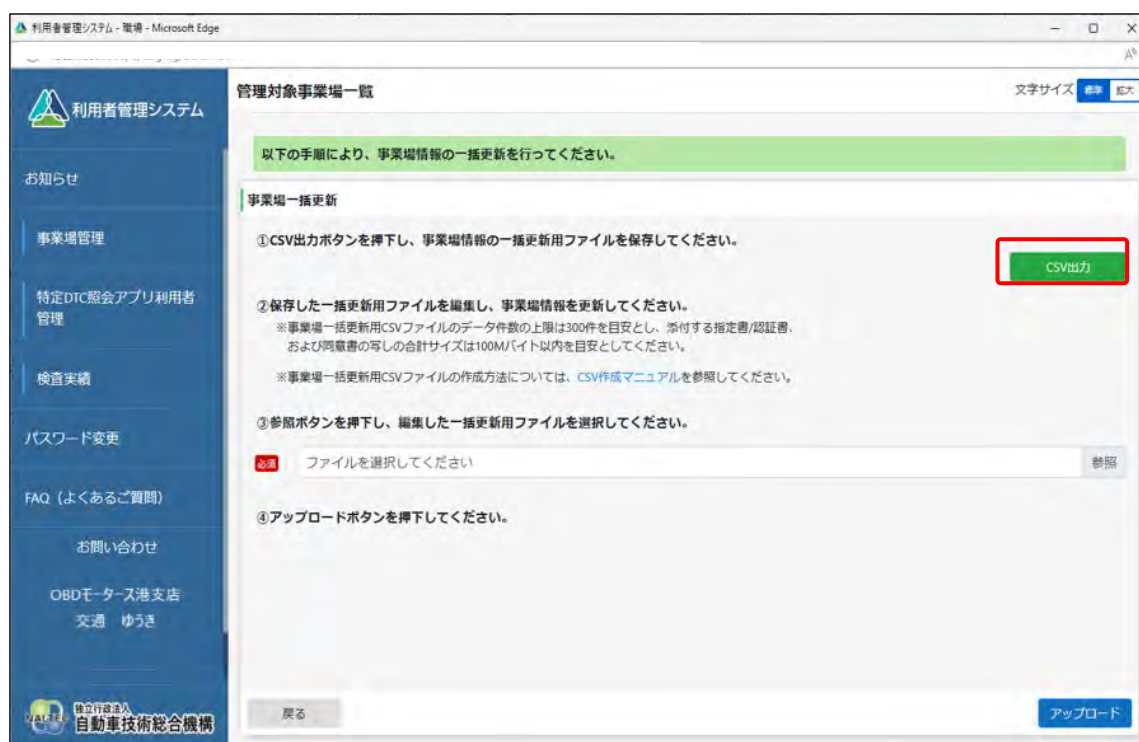 利用者管理システム - 職場 - Microsoft Edge
利用者管理システム
管理対象事業場一覧
文字サイズ 標準 拡大
以下の手順により、事業場情報の一括更新を行ってください。
お知らせ
事業場一括更新
事業場管理
①CSV出力ボタンを押下し、事業場情報の一括更新用ファイルを保存してください。
CSV出力
特定DTC照会アプリ利用者
管理
②保存した一括更新用ファイルを編集し、事業場情報を更新してください。
※事業場一括更新用CSVファイルのデータ件数の上限は300件を目安とし、添付する指定書/認証書、
および同意書の写しの合計サイズは100Mバイト以内を目安としてください。
検査実績
※事業場一括更新用CSVファイルの作成方法については、CSV作成マニュアルを参照してください。
③参照ボタンを押下し、編集した一括更新用ファイルを選択してください。
パスワード変更
必須 ファイルを選択してください 参照
FAQ（よくあるご質問）
④アップロードボタンを押下してください。
お問い合わせ
OBDモータース港支店
交通 ゆうき
独立行政法人
自動車技術総合機構
戻る
アップロード